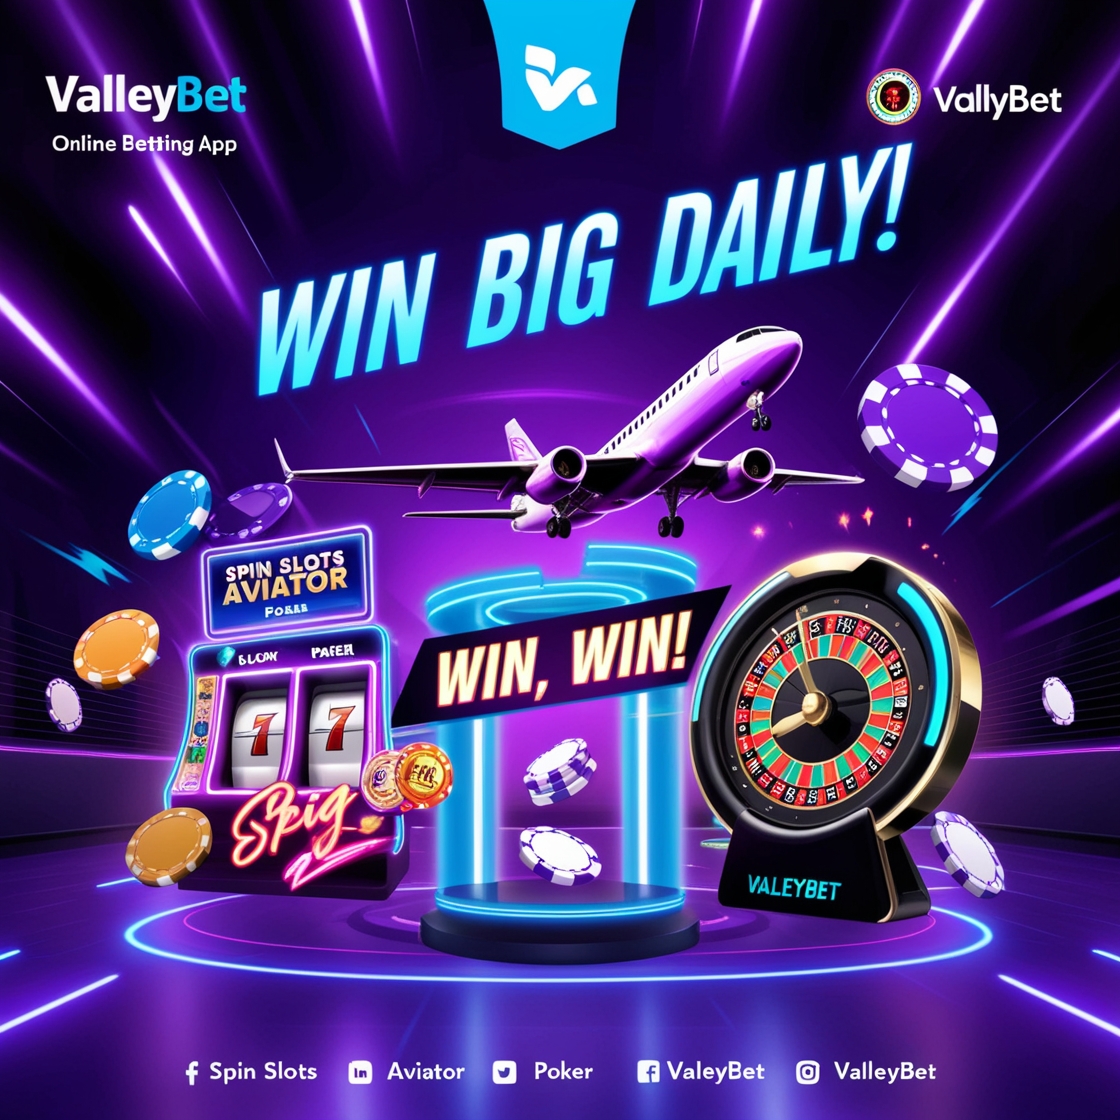 ValleyBet
Online Betting App
VallyBet
WIN BIG DAILY!
SPIN SLOTS
AVIATOR
WIN, WIN!
VALEYBET
Spin Slots
Aviator
Poker
ValeyBet
ValleyBet